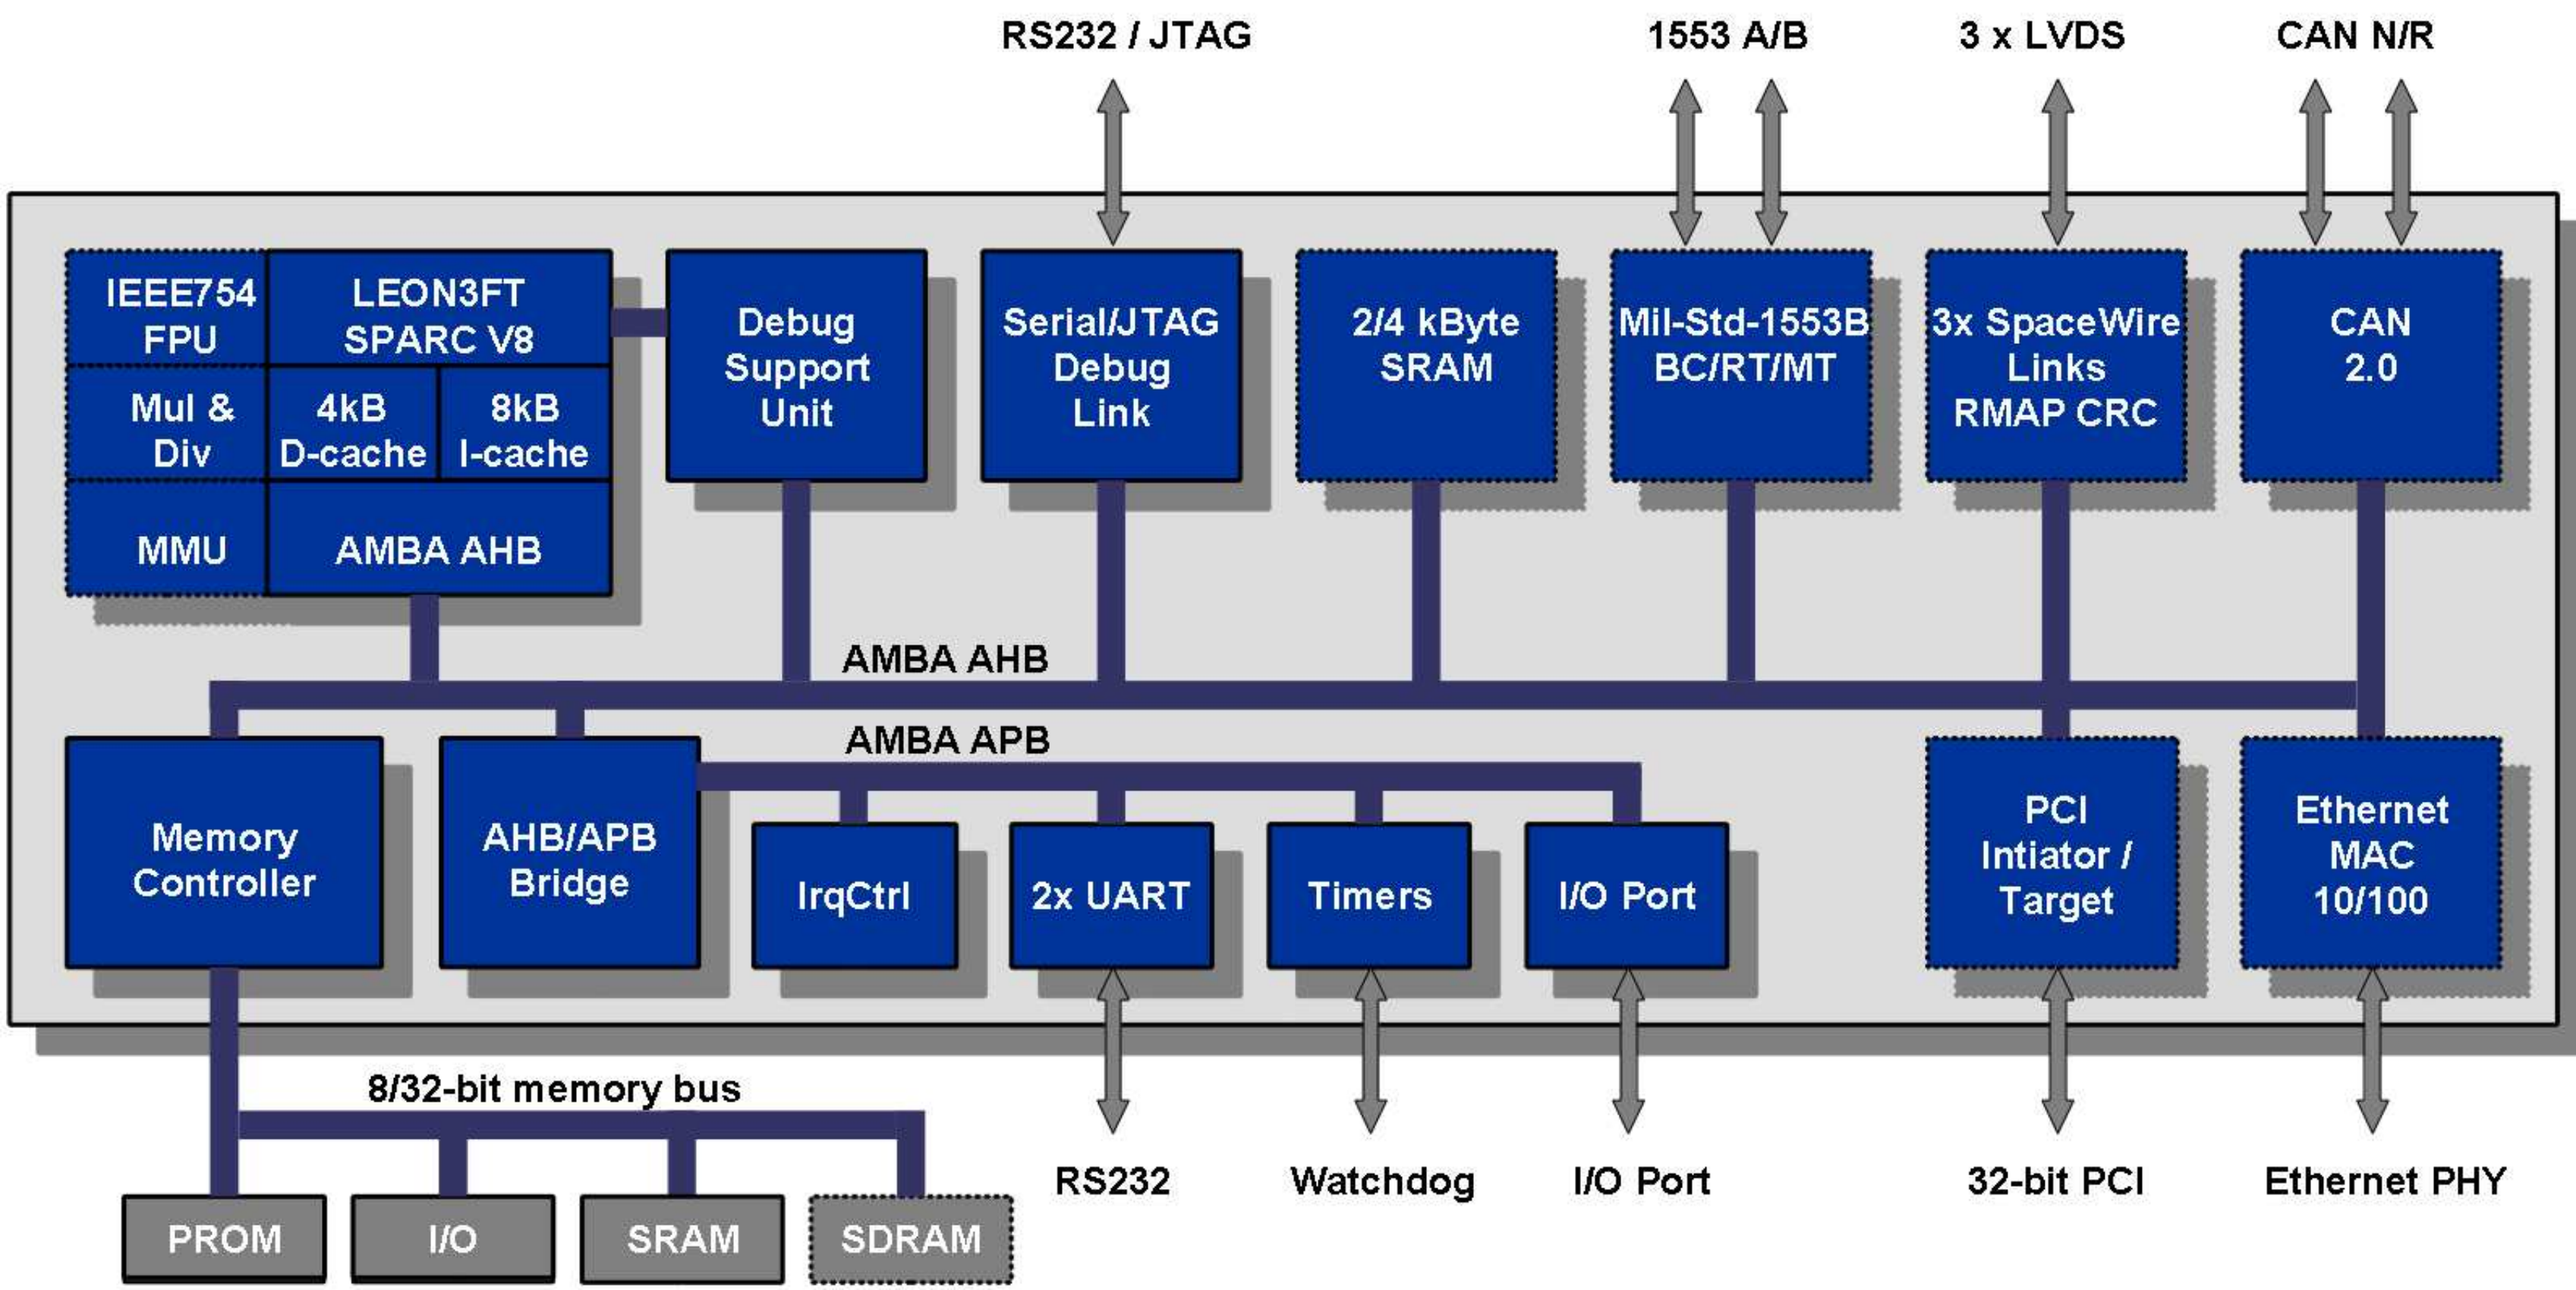 RS232 / JTAG
1553 A/B
3 x LVDS
CAN N/R
IEEE754
FPU
LEON3FT
SPARC V8
Mul &
Div
4kB
D-cache
8kB
I-cache
MMU
AMBA AHB
Debug
Support
Unit
Serial/JTAG
Debug
Link
2/4 kByte
SRAM
Mil-Std-1553B
BC/RT/MT
3x SpaceWire
Links
RMAP CRC
CAN
2.0
AMBA AHB
AMBA APB
Memory
Controller
AHB/APB
Bridge
IrqCtrl
2x UART
Timers
I/O Port
PCI
Intiator /
Target
Ethernet
MAC
10/100
8/32-bit memory bus
RS232
Watchdog
I/O Port
32-bit PCI
Ethernet PHY
PROM
I/O
SRAM
SDRAM